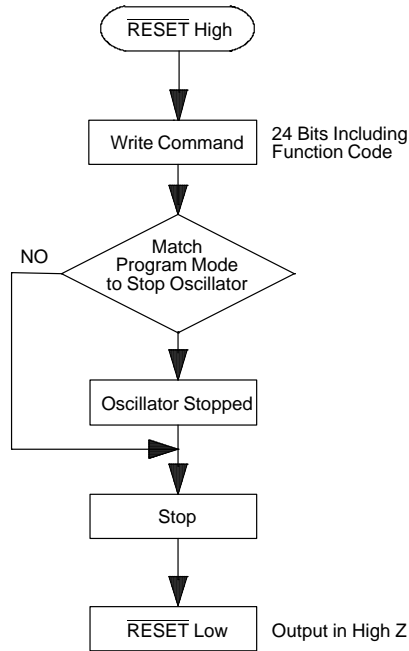 RESET High
Write Command
24 Bits Including
Function Code
Match
Program Mode
to Stop Oscillator
NO
Oscillator Stopped
Stop
RESET Low
Output in High Z